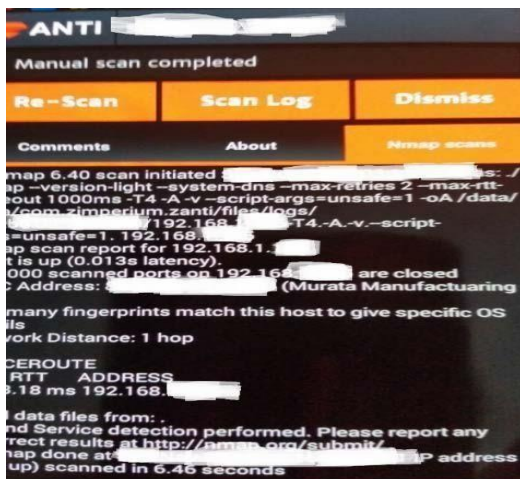 ANTI
Manual scan completed
Re-Scan Scan Log Dismiss
Comments About Nmap scans
map 6.40 scan initiated s: ./
ap --version-light --system-dns --max-retries 2 --max-rtt-
eout 1000ms -T4 -A -v --script-args=unsafe=1 -oA /data/
/com.zimperium.zanti/files/logs/
/192.168. -T4.-A.-v.--script-
s=unsafe=1. 192.168.
ap scan report for 192.168.1.
t is up (0.013s latency).
000 scanned ports on 192.168 are closed
C Address: (Murata Manufactuaring
many fingerprints match this host to give specific OS
ils
work Distance: 1 hop
CEROUTE
RTT ADDRESS
.18 ms 192.168.
data files from: .
nd Service detection performed. Please report any
rrect results at http://nmap.org/submit/
map done at IP address
up) scanned in 6.46 seconds